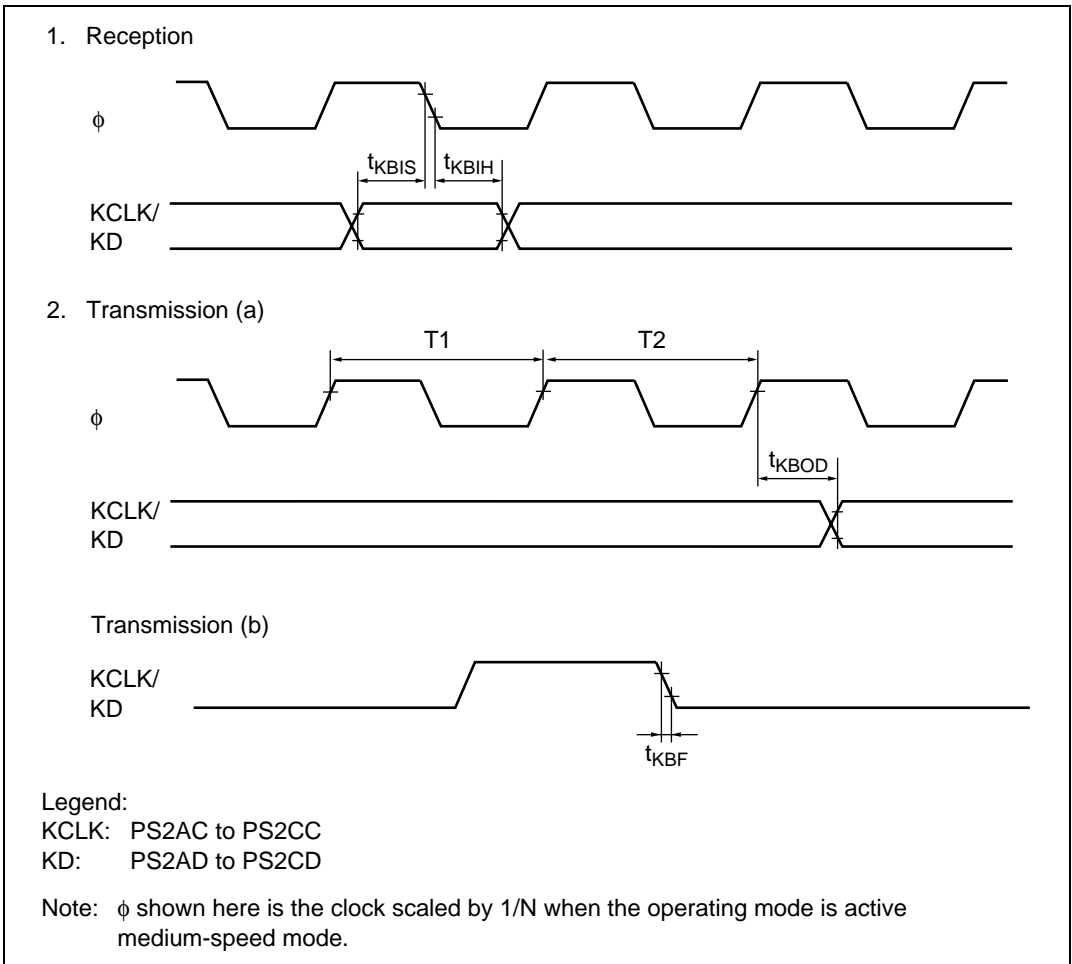 1. Reception
φ
tKBIS tKBIH
KCLK/
KD
2. Transmission (a)
T1 T2
φ
tKBOD
KCLK/
KD
Transmission (b)
KCLK/
KD
tKBF
Legend:
KCLK: PS2AC to PS2CC
KD: PS2AD to PS2CD
Note: φ shown here is the clock scaled by 1/N when the operating mode is active
medium-speed mode.